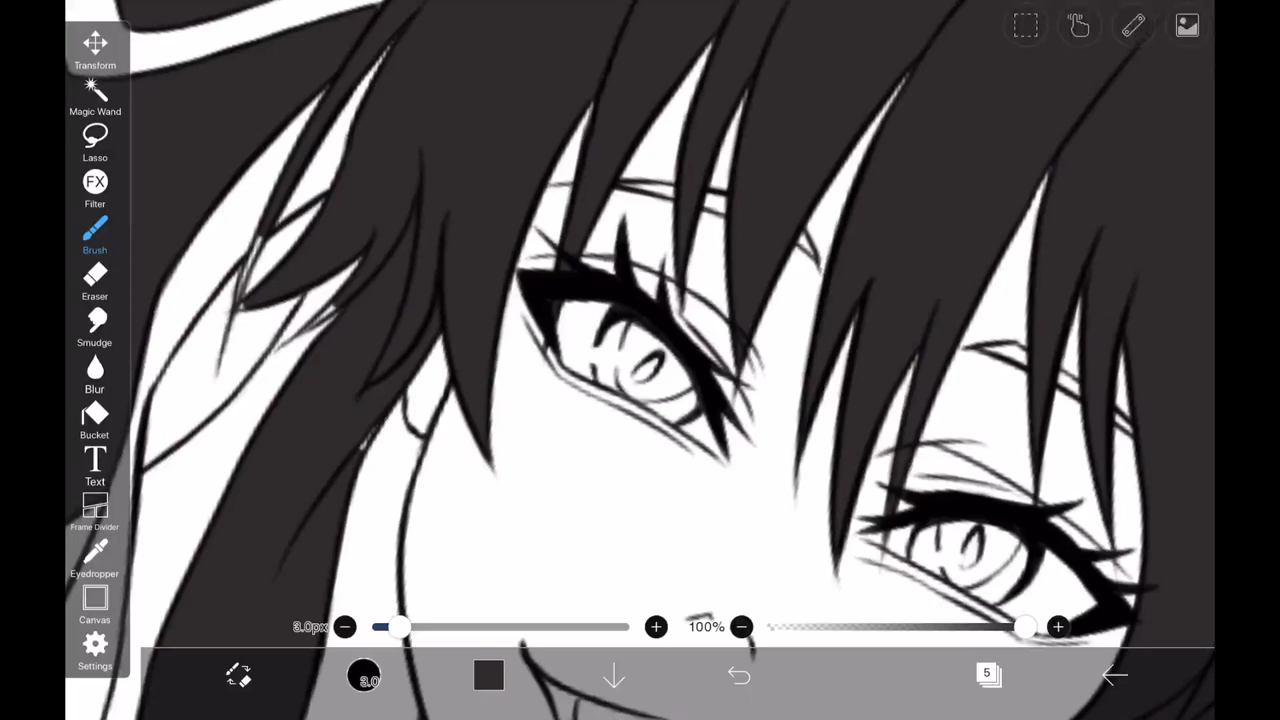 Transform
Magic Wand
Lasso
FX
Filter
Brush
Eraser
Smudge
Blur
Bucket
T
Text
Frame Divider
Eyedropper
Canvas
Settings
3.0px
100%
3.0
5